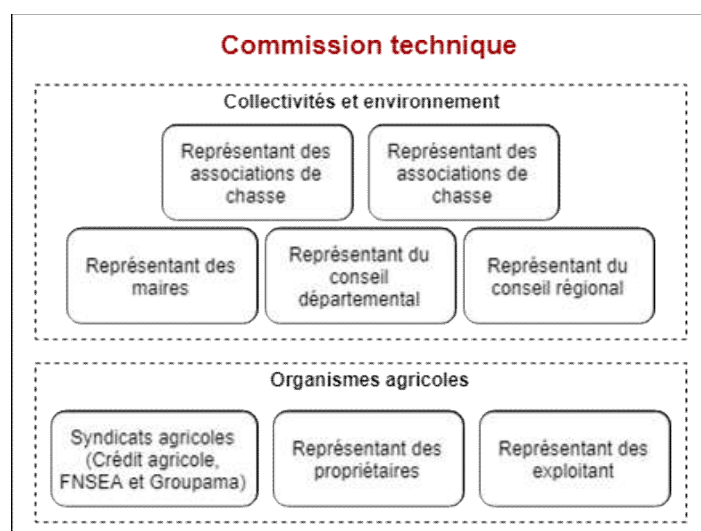 Commission technique
Collectivités et environnement
Représentant des
associations de
chasse
Représentant des
associations de
chasse
Représentant des
maires
Représentant du
conseil
départemental
Représentant du
conseil régional
Organismes agricoles
Syndicats agricoles
(Crédit agricole,
FNSEA et Groupama)
Représentant des
propriétaires
Représentant des
exploitant